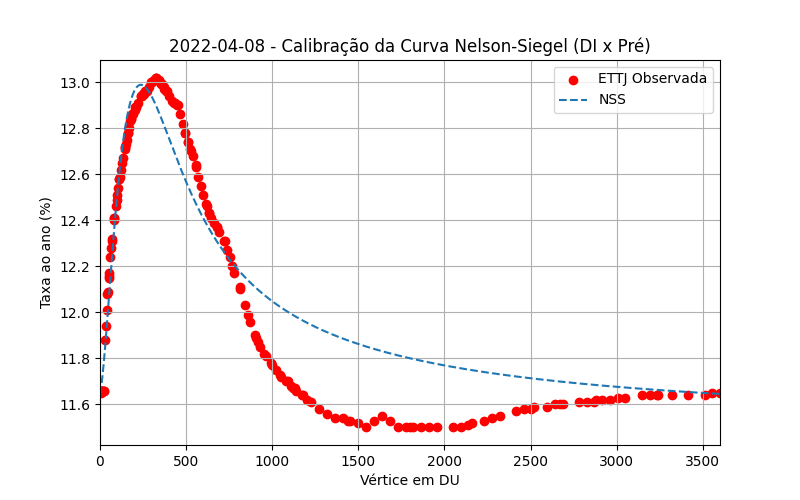 2022-04-08 - Calibração da Curva Nelson-Siegel (DI x Pré)
ETTJ Observada
NSS
Taxa ao ano (%)
13.0
12.8
12.6
12.4
12.2
12.0
11.8
11.6
0 500 1000 1500 2000 2500 3000 3500
Vértice em DU